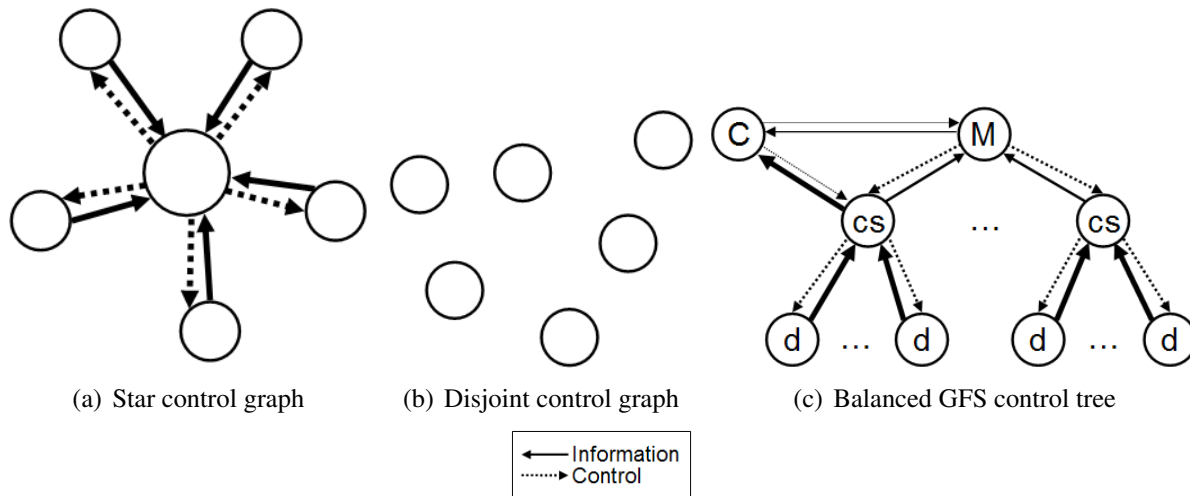 C M
cs … cs
d … d d … d
(a) Star control graph (b) Disjoint control graph (c) Balanced GFS control tree
Information
Control